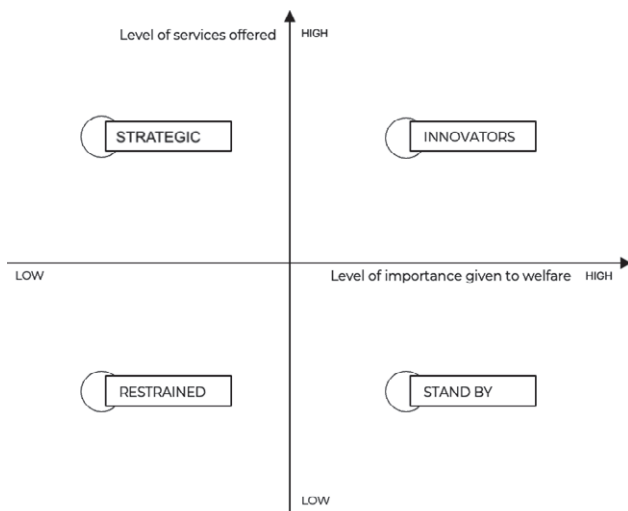 Level of services offered
HIGH
STRATEGIC
INNOVATORS
LOW
Level of importance given to welfare
HIGH
RESTRAINED
STAND BY
LOW